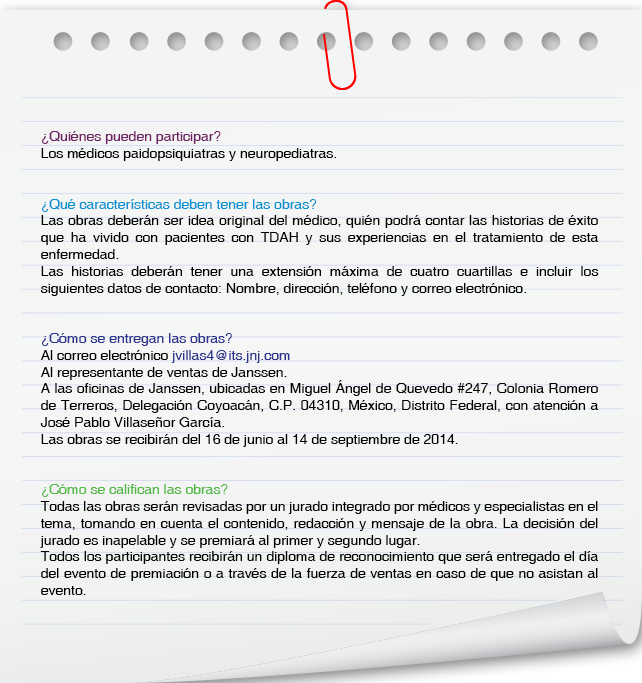 ¿Quiénes pueden participar?
Los médicos paidopsiquiatras y neuropediatras.
¿Qué características deben tener las obras?
Las obras deberán ser idea original del médico, quién podrá contar las historias de éxito
que ha vivido con pacientes con TDAH y sus experiencias en el tratamiento de esta
enfermedad.
Las historias deberán tener una extensión máxima de cuatro cuartillas e incluir los
siguientes datos de contacto: Nombre, dirección, teléfono y correo electrónico.
¿Cómo se entregan las obras?
Al correo electrónico jvillas4@its.jnj.com
Al representante de ventas de Janssen.
A las oficinas de Janssen, ubicadas en Miguel Ángel de Quevedo #247, Colonia Romero
de Terreros, Delegación Coyoacán, C.P. 04310, México, Distrito Federal, con atención a
José Pablo Villaseñor García.
Las obras se recibirán del 16 de junio al 14 de septiembre de 2014.
¿Cómo se califican las obras?
Todas las obras serán revisadas por un jurado integrado por médicos y especialistas en el
tema, tomando en cuenta el contenido, redacción y mensaje de la obra. La decisión del
jurado es inapelable y se premiará al primer y segundo lugar.
Todos los participantes recibirán un diploma de reconocimiento que será entregado el día
del evento de premiación o a través de la fuerza de ventas en caso de que no asistan al
evento.